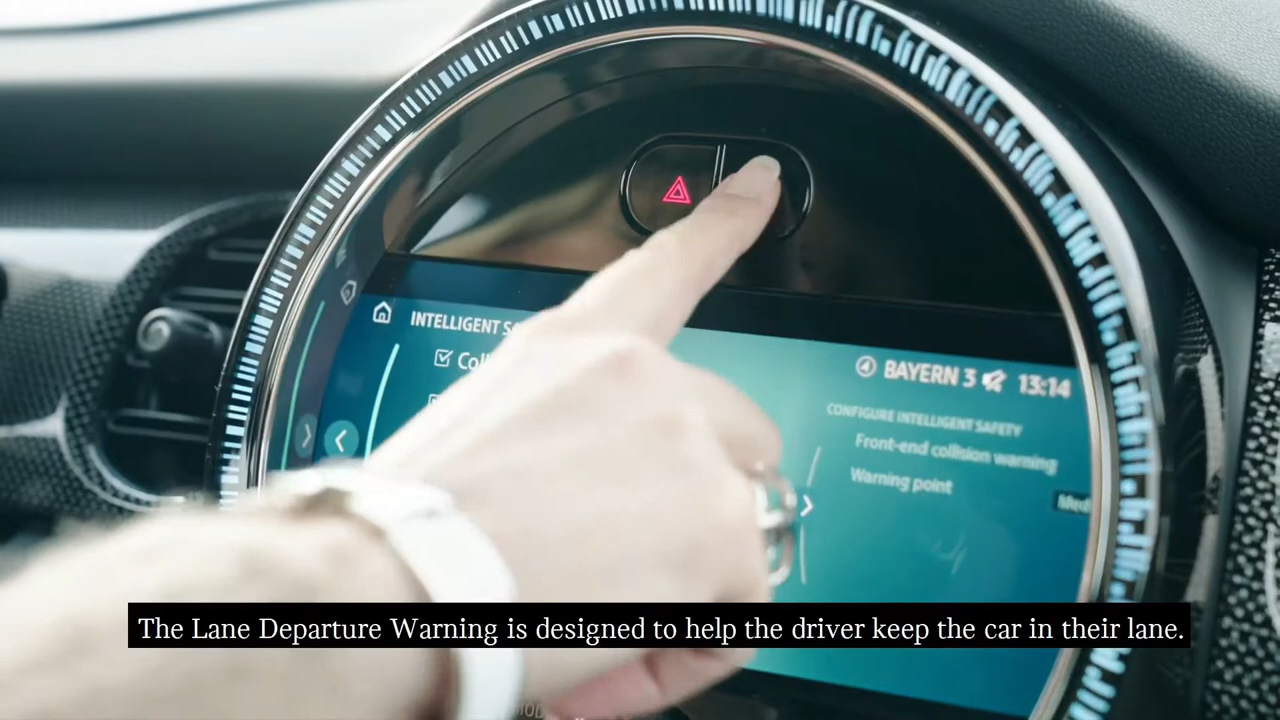 INTELLIGENT
BAYERN 3 13:14
CONFIGURE INTELLIGENT SAFETY
Front-end collision warning
Warning point
The Lane Departure Warning is designed to help the driver keep the car in their lane.